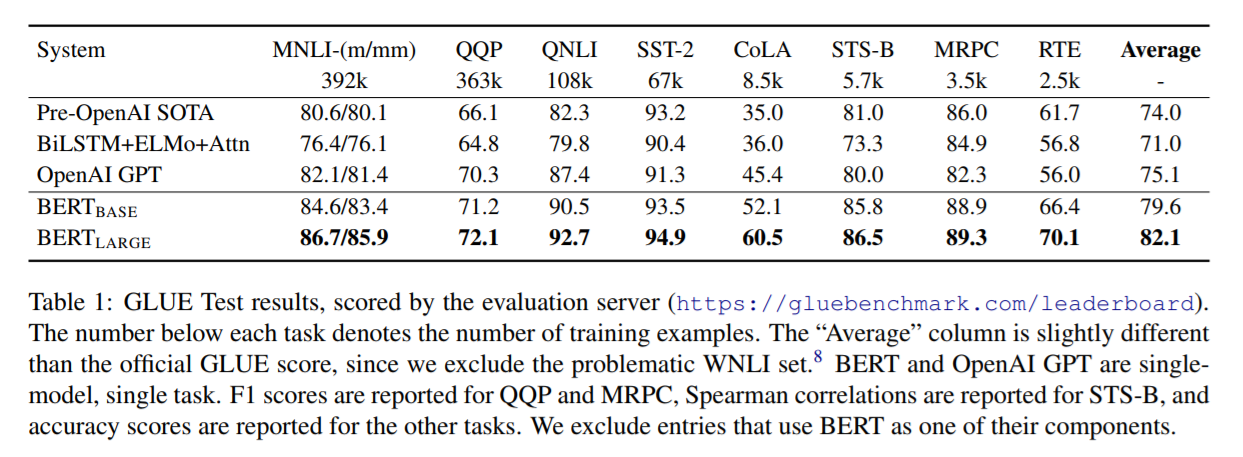 System MNLI-(m/mm) QQP QNLI SST-2 CoLA STS-B MRPC RTE Average
392k 363k 108k 67k 8.5k 5.7k 3.5k 2.5k -
Pre-OpenAI SOTA 80.6/80.1 66.1 82.3 93.2 35.0 81.0 86.0 61.7 74.0
BiLSTM+ELMo+Attn 76.4/76.1 64.8 79.8 90.4 36.0 73.3 84.9 56.8 71.0
OpenAI GPT 82.1/81.4 70.3 87.4 91.3 45.4 80.0 82.3 56.0 75.1
BERTBASE 84.6/83.4 71.2 90.5 93.5 52.1 85.8 88.9 66.4 79.6
BERTLARGE 86.7/85.9 72.1 92.7 94.9 60.5 86.5 89.3 70.1 82.1
Table 1: GLUE Test results, scored by the evaluation server (https://gluebenchmark.com/leaderboard).
The number below each task denotes the number of training examples. The “Average” column is slightly different
than the official GLUE score, since we exclude the problematic WNLI set.8 BERT and OpenAI GPT are single-
model, single task. F1 scores are reported for QQP and MRPC, Spearman correlations are reported for STS-B, and
accuracy scores are reported for the other tasks. We exclude entries that use BERT as one of their components.